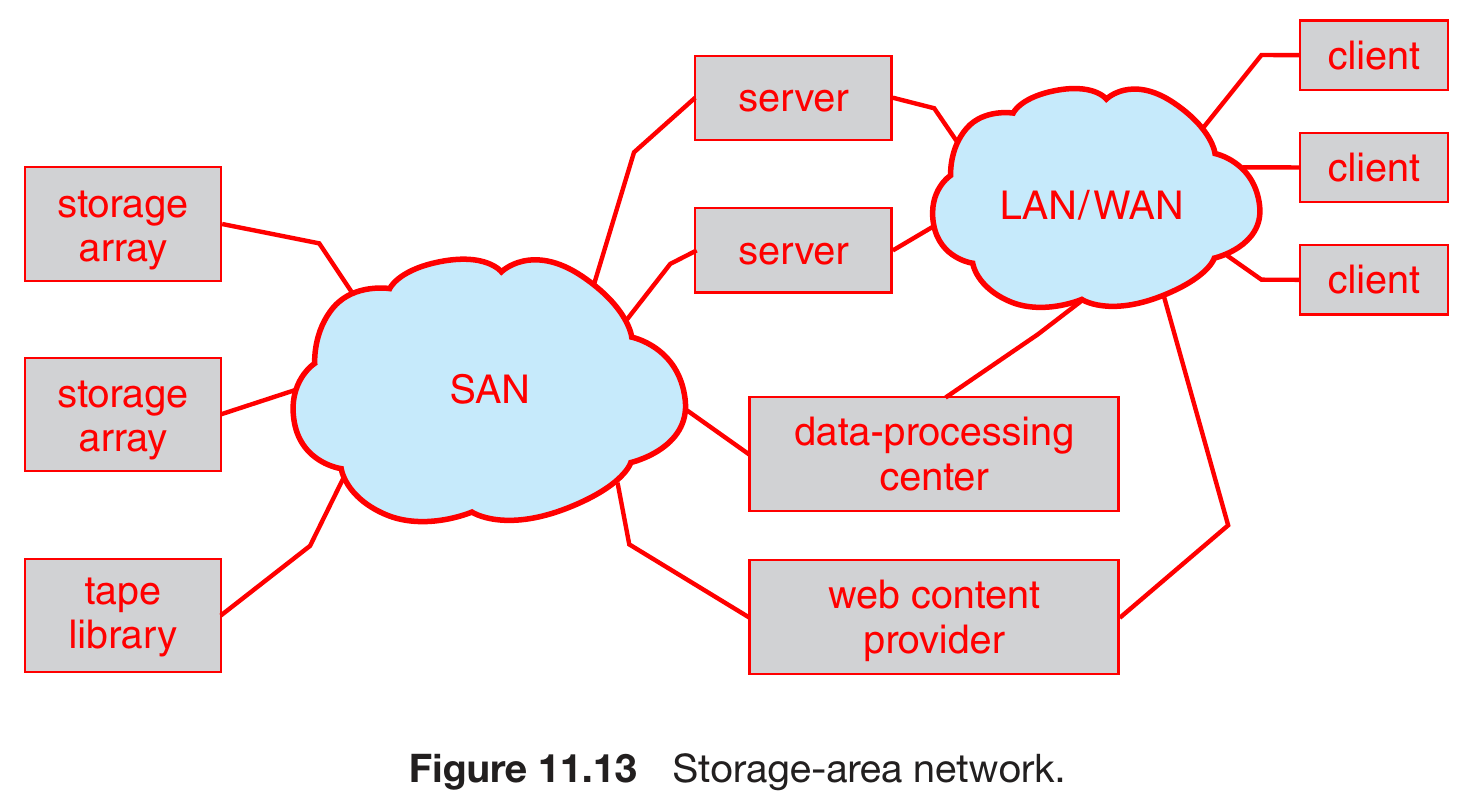 storage
array
storage
array
tape
library
SAN
server
server
LAN/WAN
client
client
client
data-processing
center
web content
provider
Figure 11.13 Storage-area network.